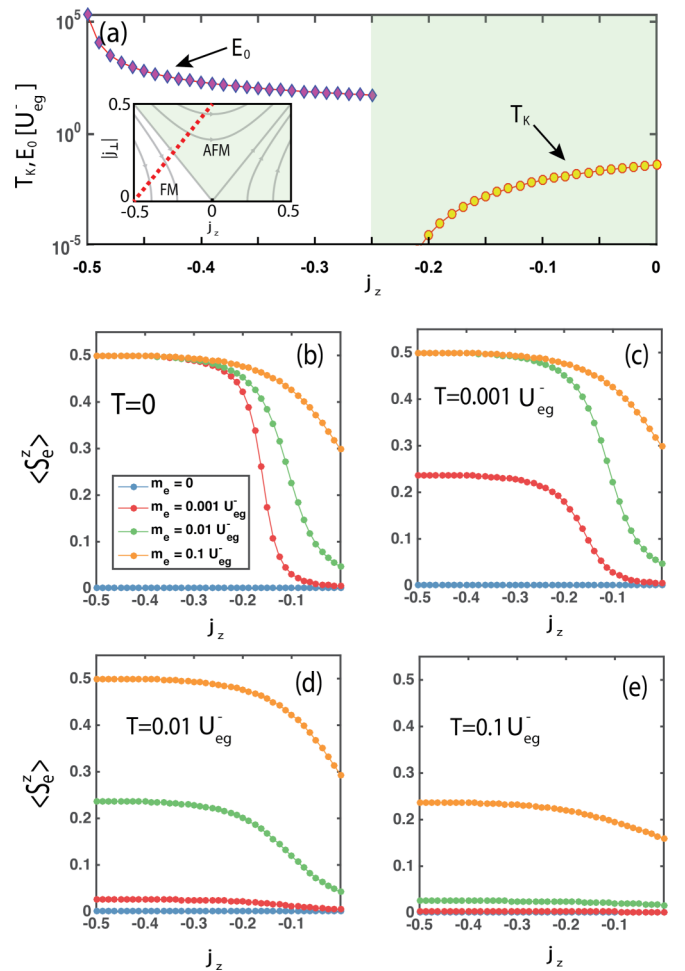 10⁵
(a)
E₀
T_K, E₀ [U⁻_eg]
10⁰
T_K
0.5
|j⊥|
AFM
FM
0
-0.5 0 0.5
j_z
10⁻⁵
-0.5 -0.4 -0.3 -0.2 -0.1 0
j_z
(b)
0.5
T=0
0.4
<S^z_e>
0.3
m_e = 0
m_e = 0.001 U⁻_eg
m_e = 0.01 U⁻_eg
m_e = 0.1 U⁻_eg
0.2
0.1
0
-0.5 -0.4 -0.3 -0.2 -0.1
j_z
(c)
0.5
T=0.001 U⁻_eg
0.4
0.3
0.2
0.1
0
-0.5 -0.4 -0.3 -0.2 -0.1
j_z
(d)
0.5
T=0.01 U⁻_eg
0.4
<S^z_e>
0.3
0.2
0.1
0
-0.5 -0.4 -0.3 -0.2 -0.1
j_z
(e)
0.5
T=0.1 U⁻_eg
0.4
0.3
0.2
0.1
0
-0.5 -0.4 -0.3 -0.2 -0.1
j_z